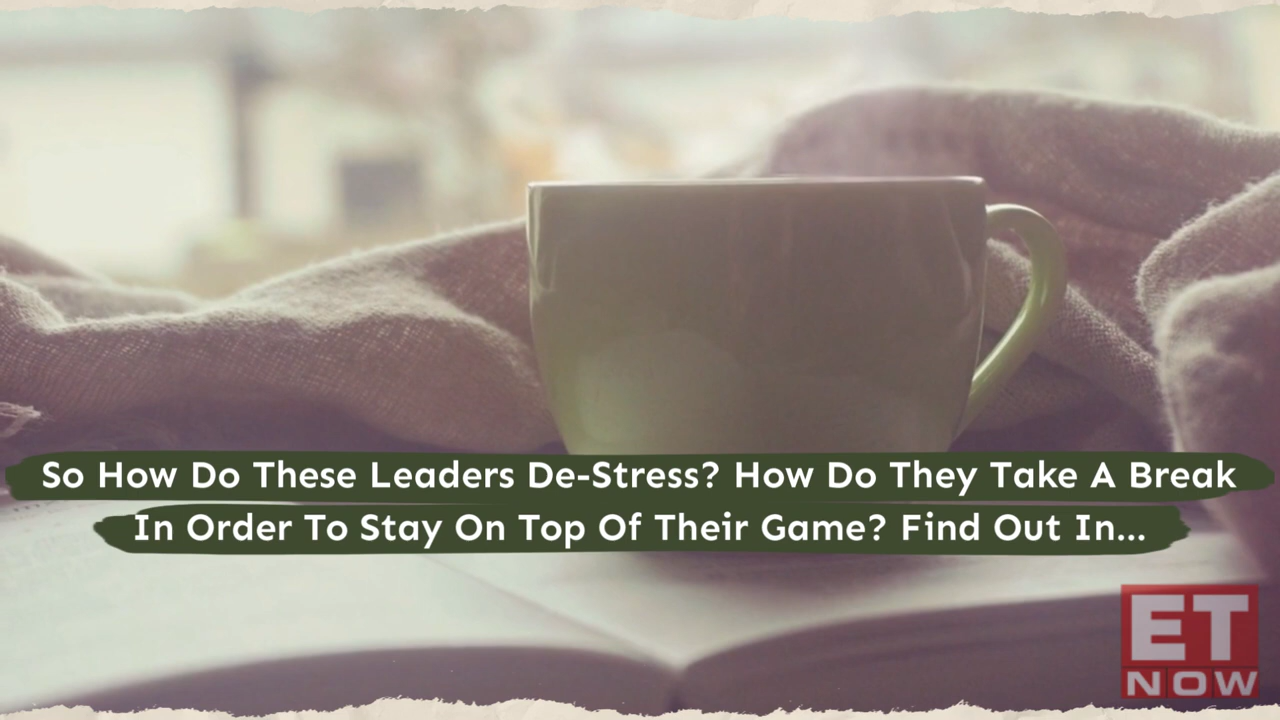 So How Do These Leaders De-Stress? How Do They Take A Break
In Order To Stay On Top Of Their Game? Find Out In...
ET
NOW